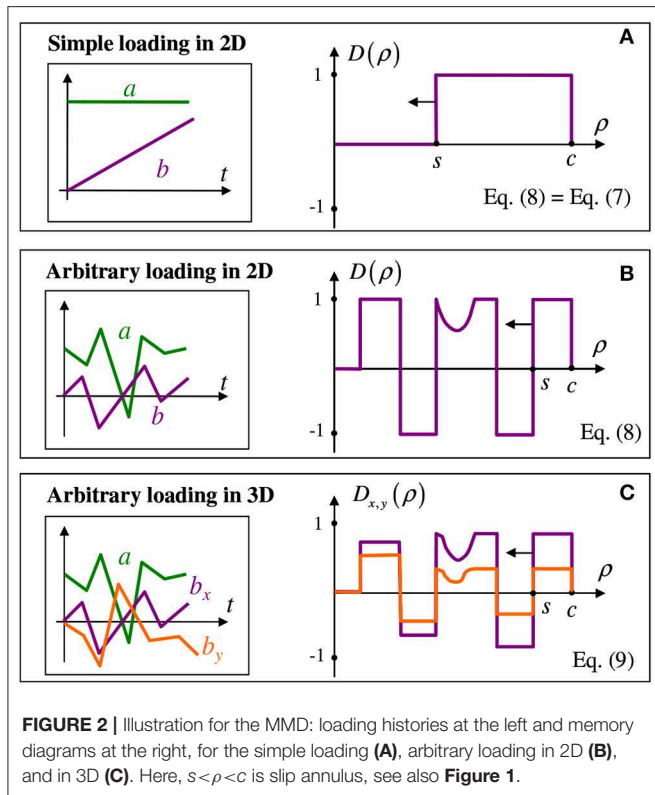 Simple loading in 2D
a
b
t
A
D(ρ)
1
-1
s
c
ρ
Eq. (8) = Eq. (7)
Arbitrary loading in 2D
a
b
t
B
D(ρ)
1
-1
s
c
ρ
Eq. (8)
Arbitrary loading in 3D
a
b_x
b_y
t
C
D_{x,y}(ρ)
1
-1
s
c
ρ
Eq. (9)
FIGURE 2 | Illustration for the MMD: loading histories at the left and memory
diagrams at the right, for the simple loading (A), arbitrary loading in 2D (B),
and in 3D (C). Here, s<ρ<c is slip annulus, see also Figure 1.